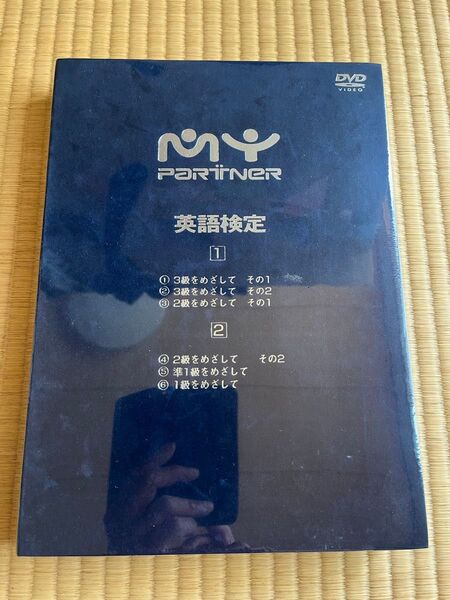 DVD
VIDEO
MY
PARTNER
英語検定
1
① 3級をめざして その1
② 3級をめざして その2
③ 2級をめざして その1
2
④ 2級をめざして その2
⑤ 準1級をめざして
⑥ 1級をめざして